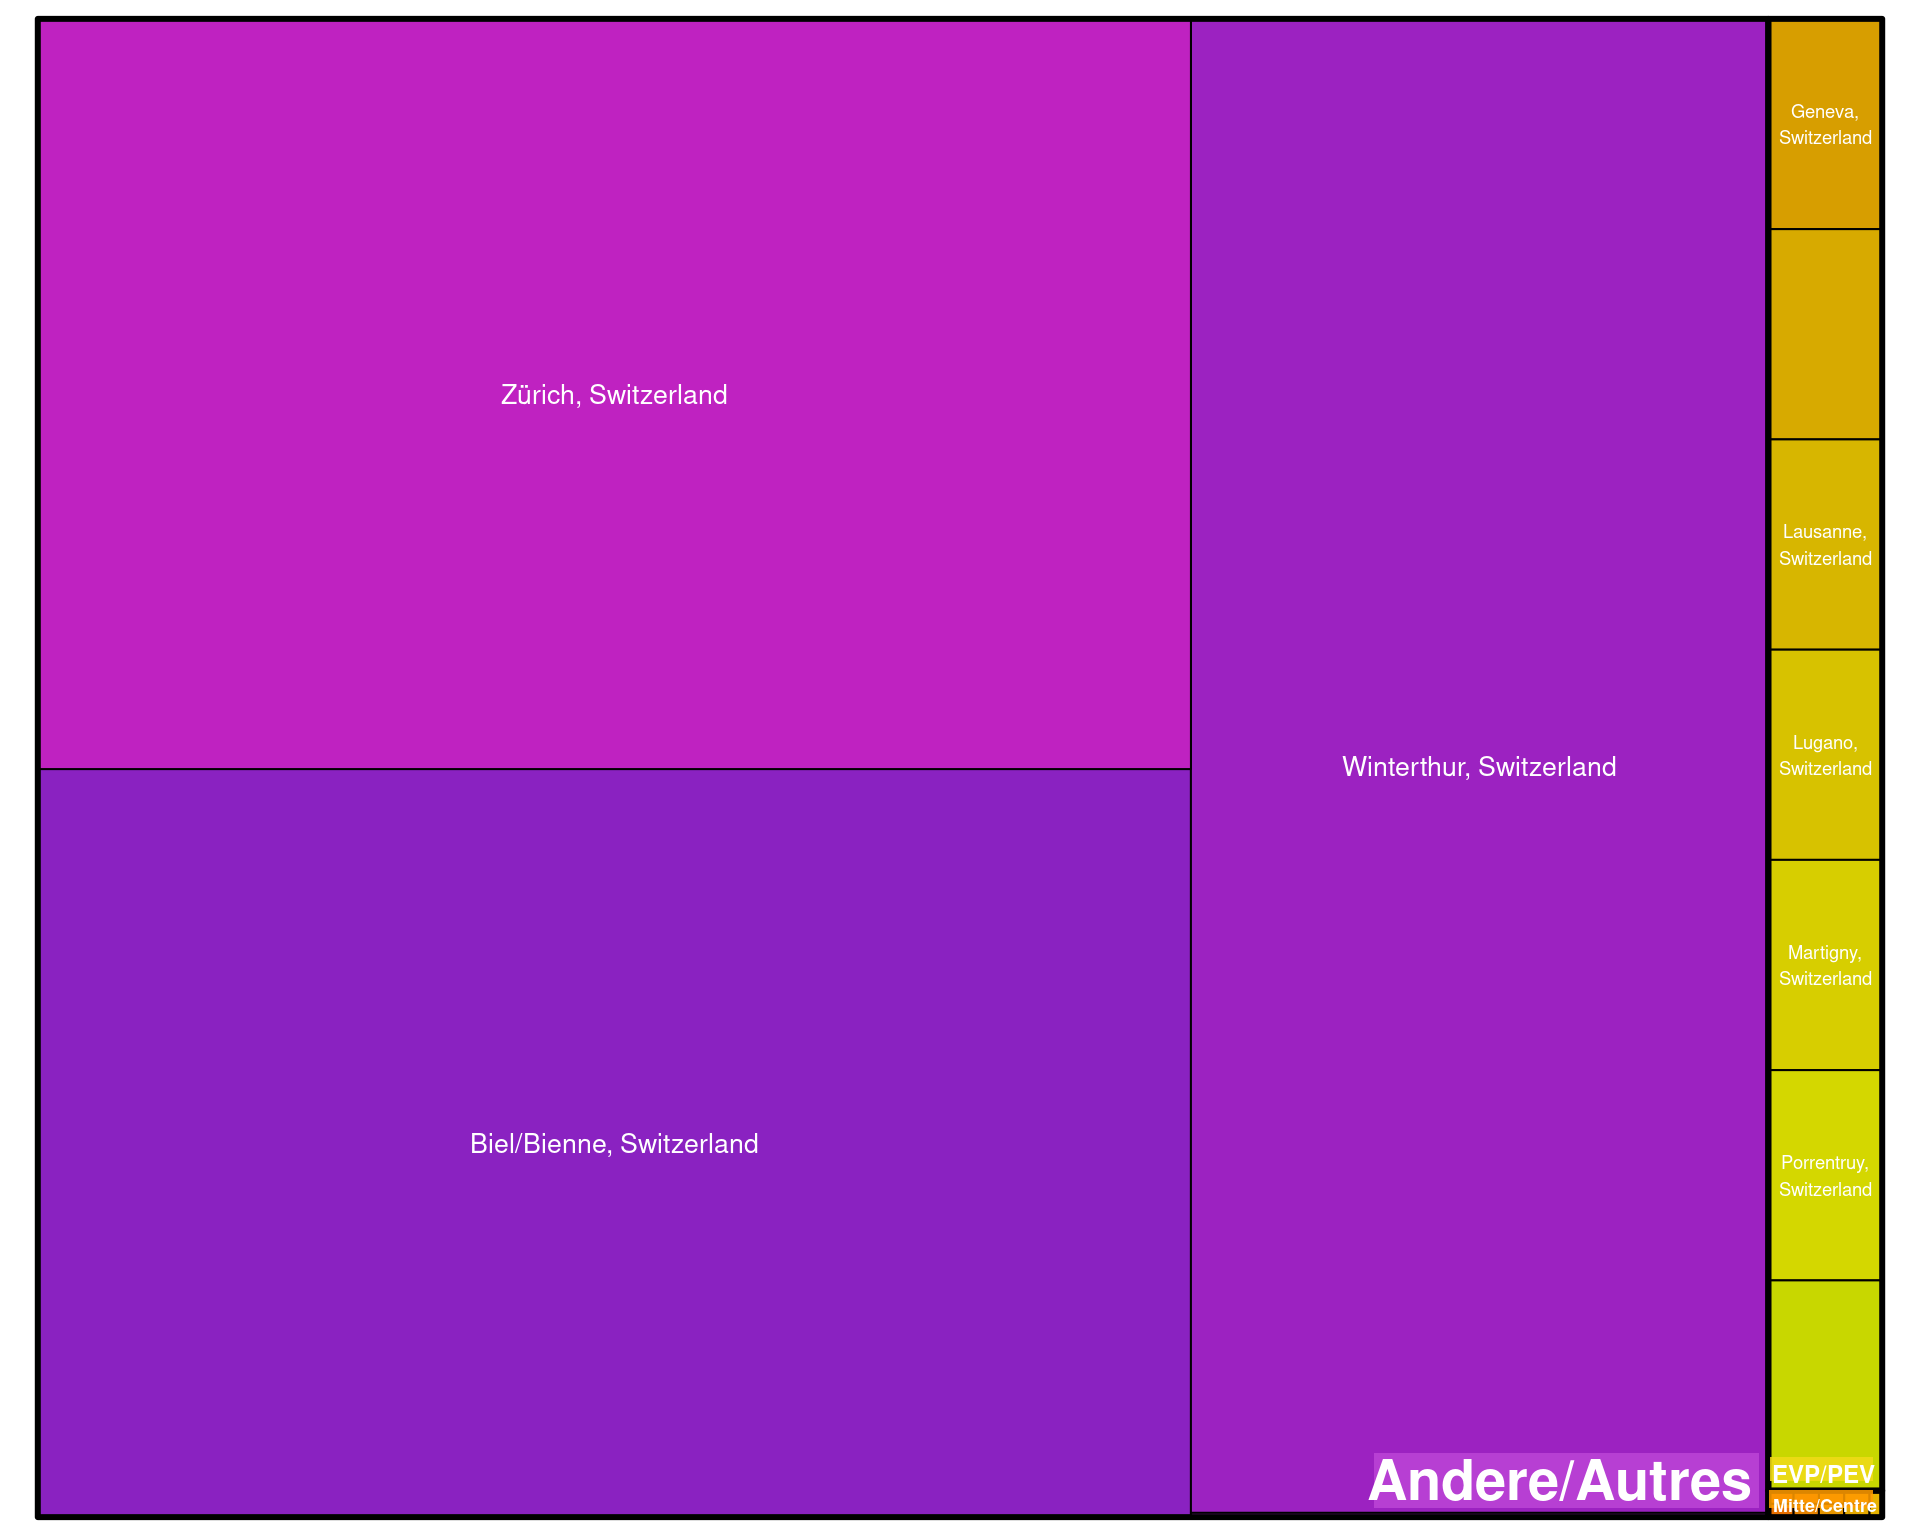 Zürich, Switzerland
Biel/Bienne, Switzerland
Winterthur, Switzerland
Andere/Autres
Geneva,
Switzerland
Lausanne,
Switzerland
Lugano,
Switzerland
Martigny,
Switzerland
Porrentruy,
Switzerland
EVP/PEV
Mitte/Centre